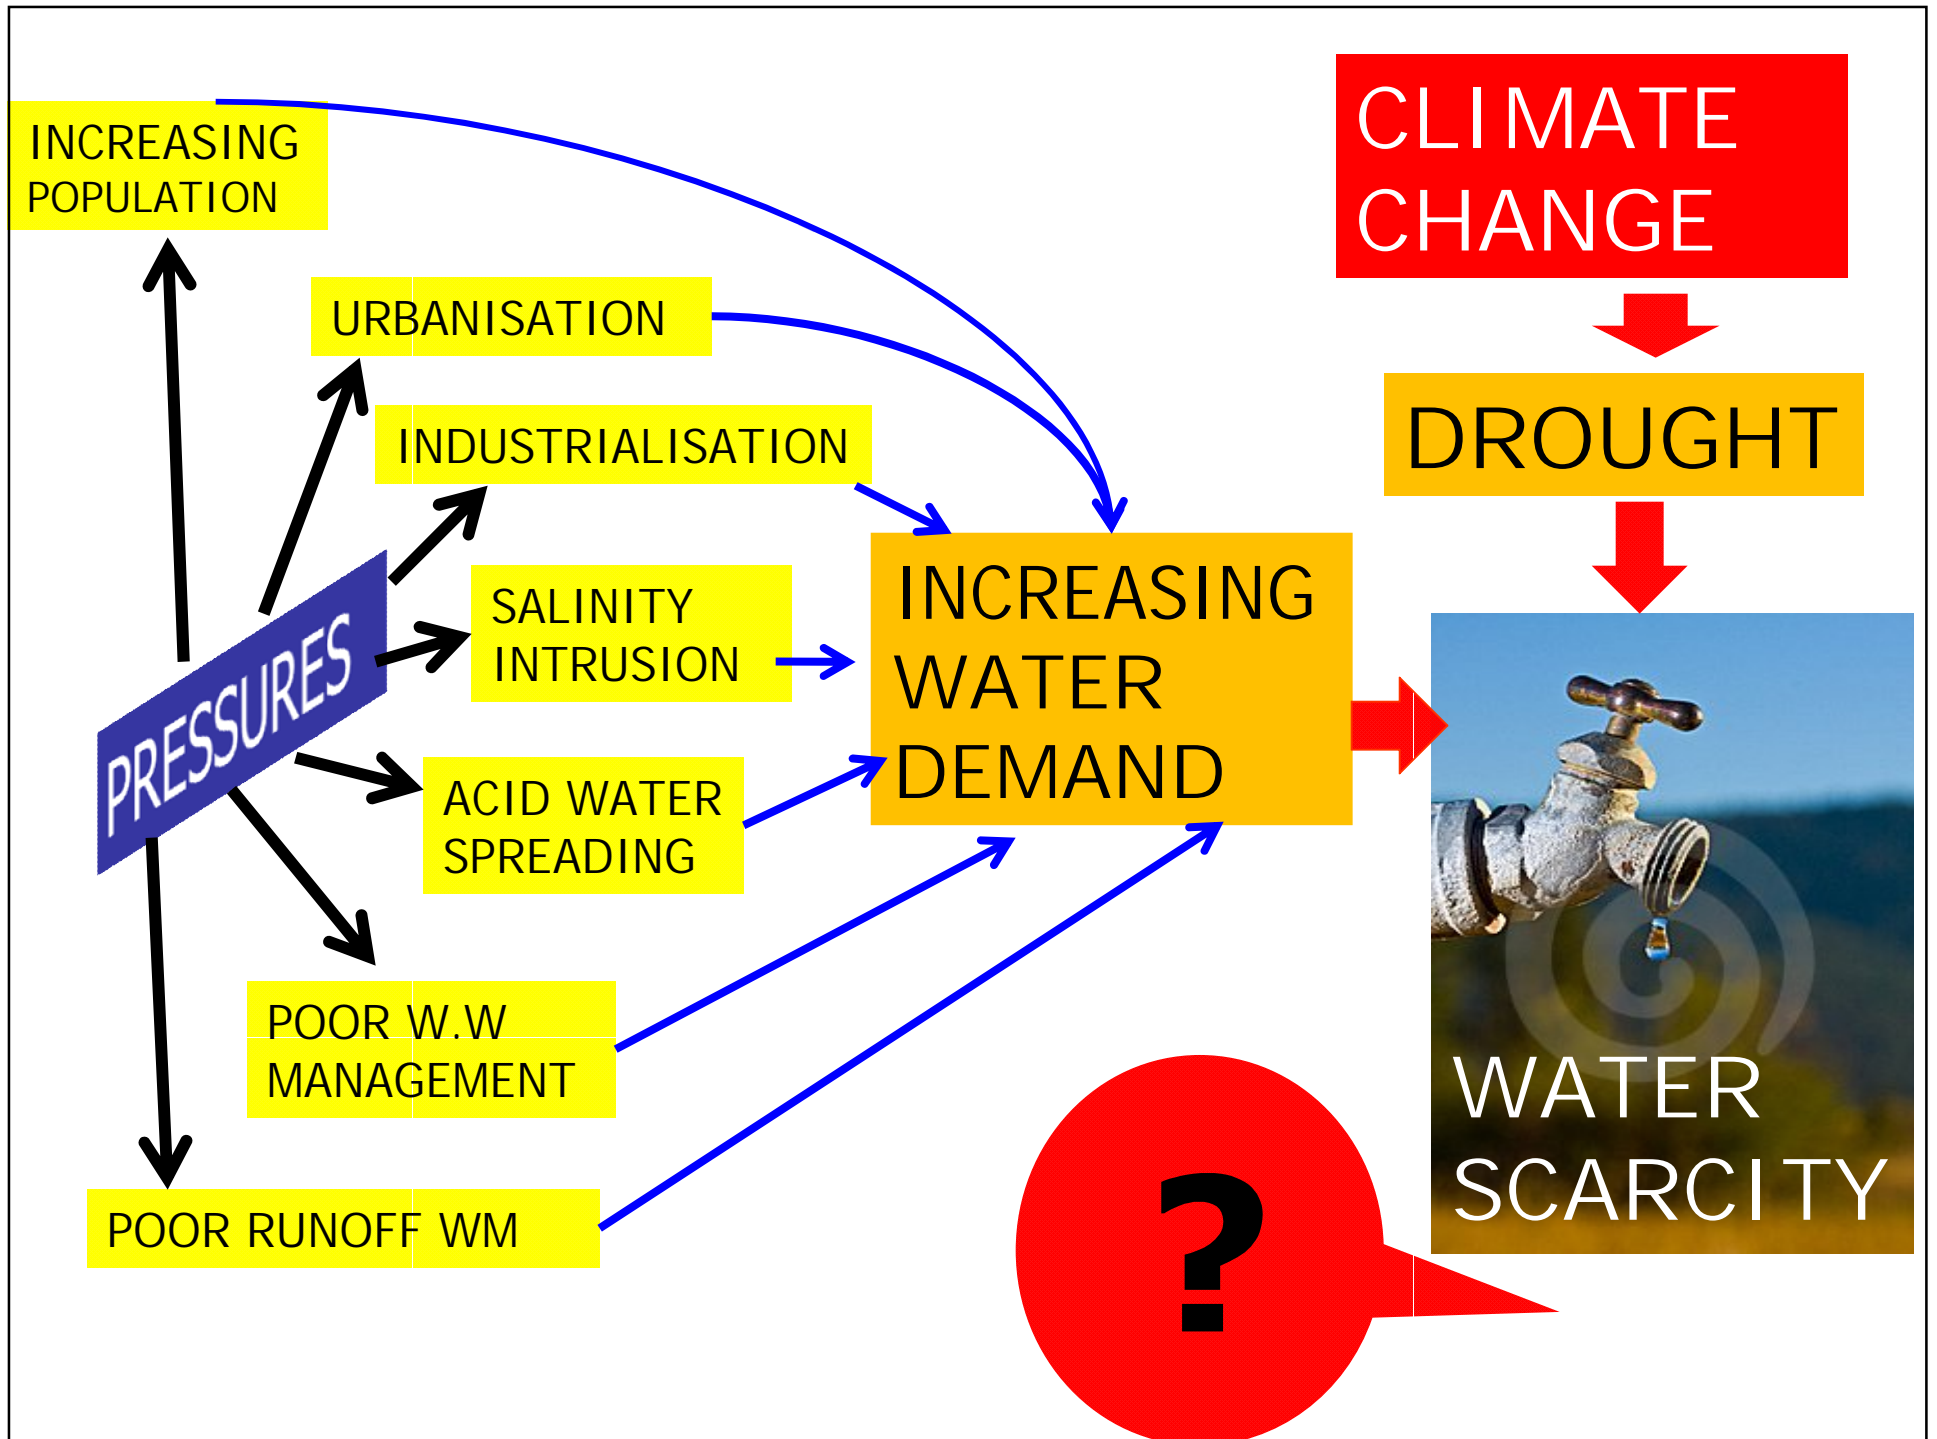 INCREASING
POPULATION
URBANISATION
INDUSTRIALISATION
SALINITY
INTRUSION
PRESSURES
ACID WATER
SPREADING
POOR W.W
MANAGEMENT
POOR RUNOFF WM
INCREASING
WATER
DEMAND
CLIMATE
CHANGE
DROUGHT
WATER
SCARCITY
?